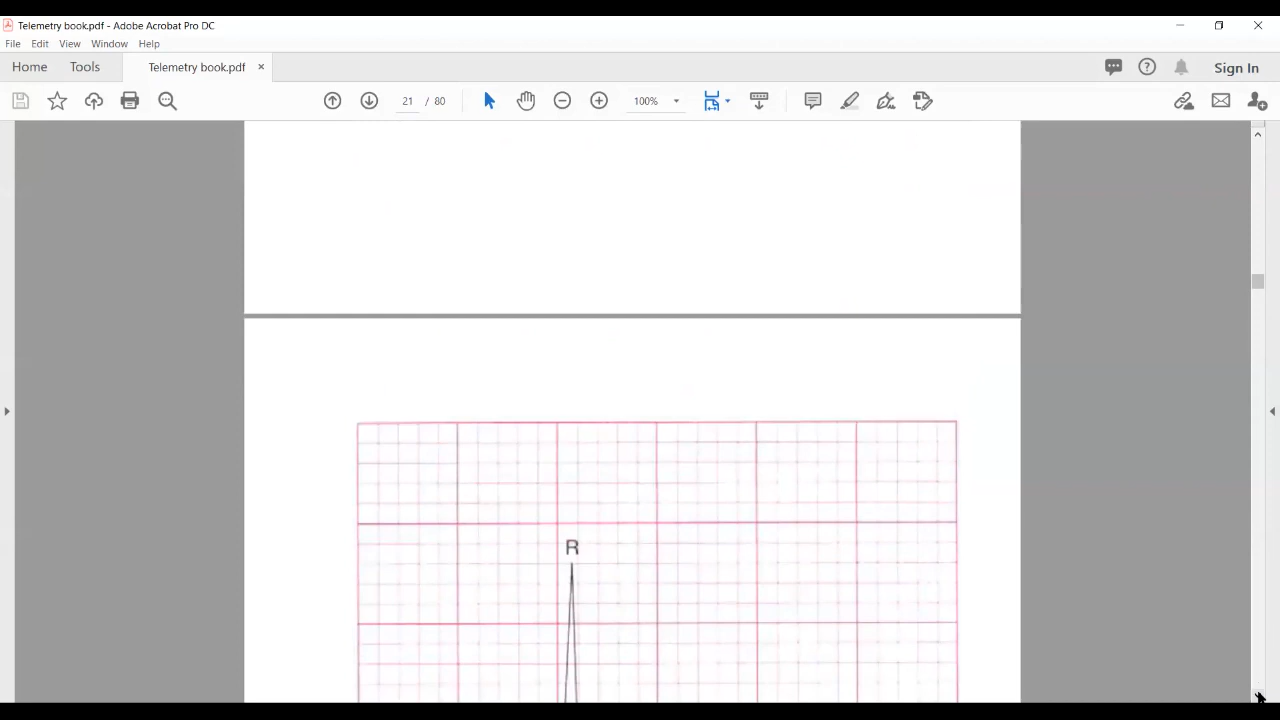 Telemetry book.pdf - Adobe Acrobat Pro DC
File Edit View Window Help
Home Tools Telemetry book.pdf × Sign In
21 / 80 100%
R